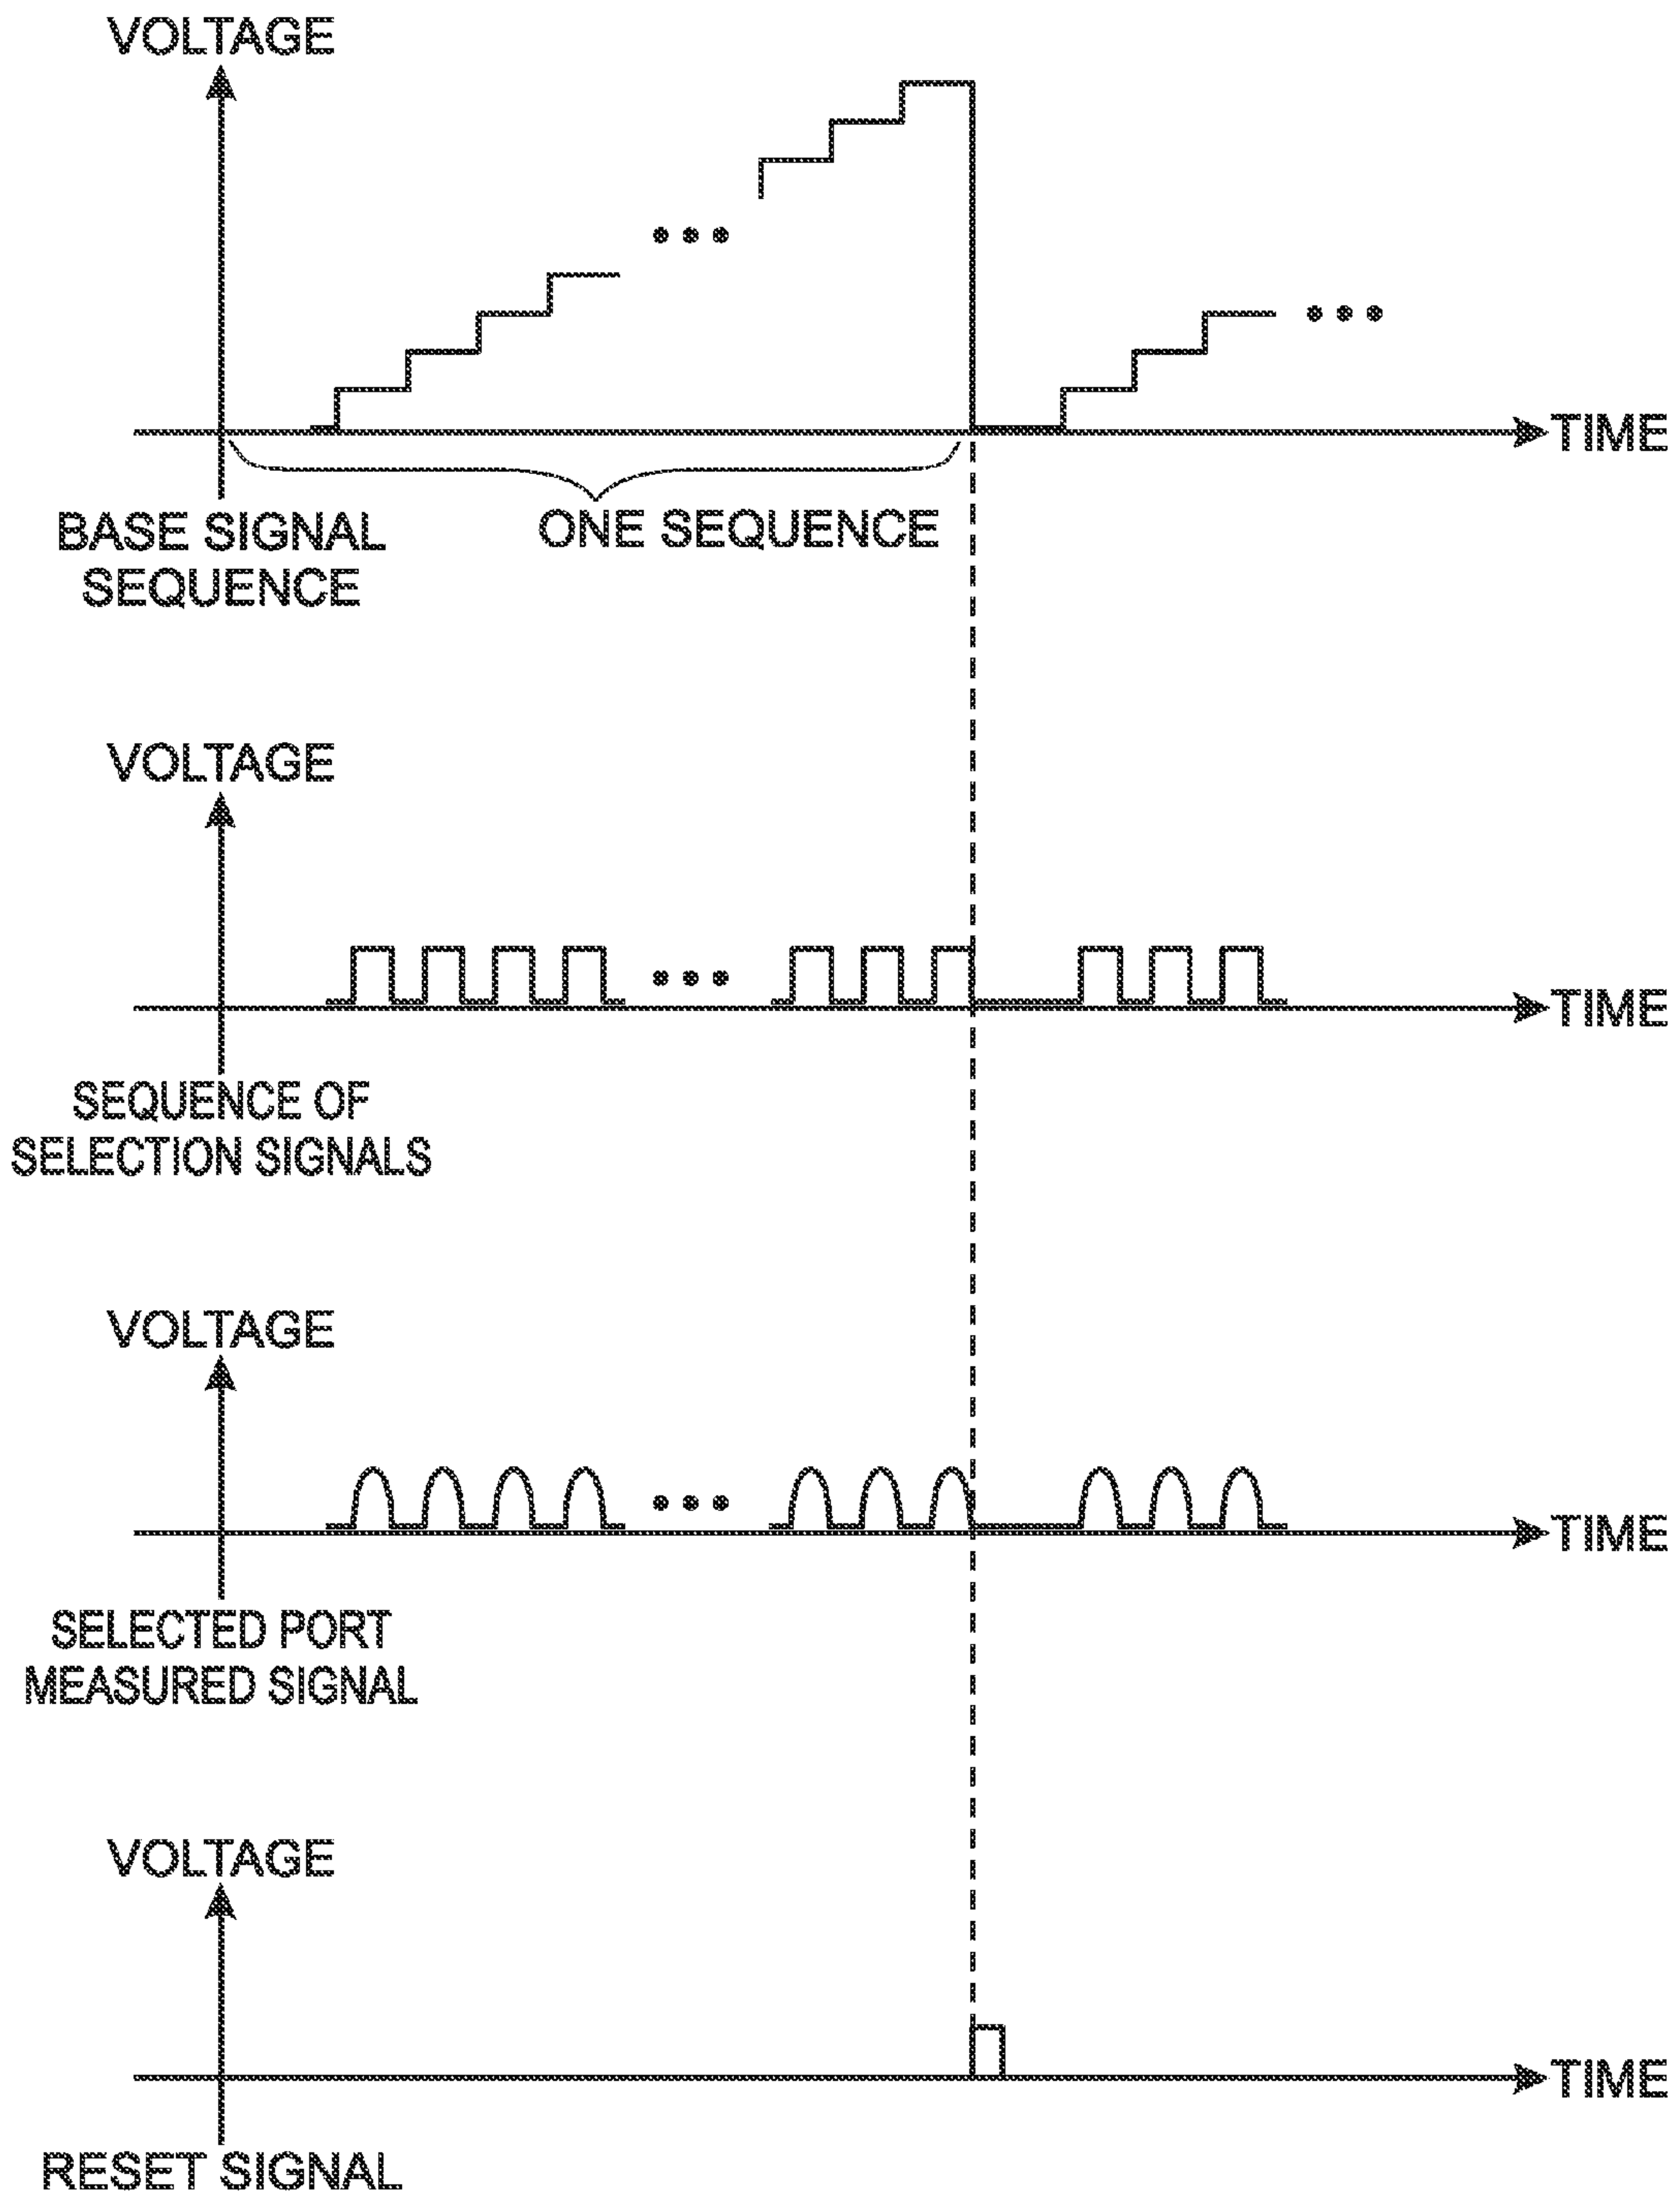 VOLTAGE
TIME
BASE SIGNAL
SEQUENCE
ONE SEQUENCE
VOLTAGE
TIME
SEQUENCE OF
SELECTION SIGNALS
VOLTAGE
TIME
SELECTED PORT
MEASURED SIGNAL
VOLTAGE
TIME
RESET SIGNAL